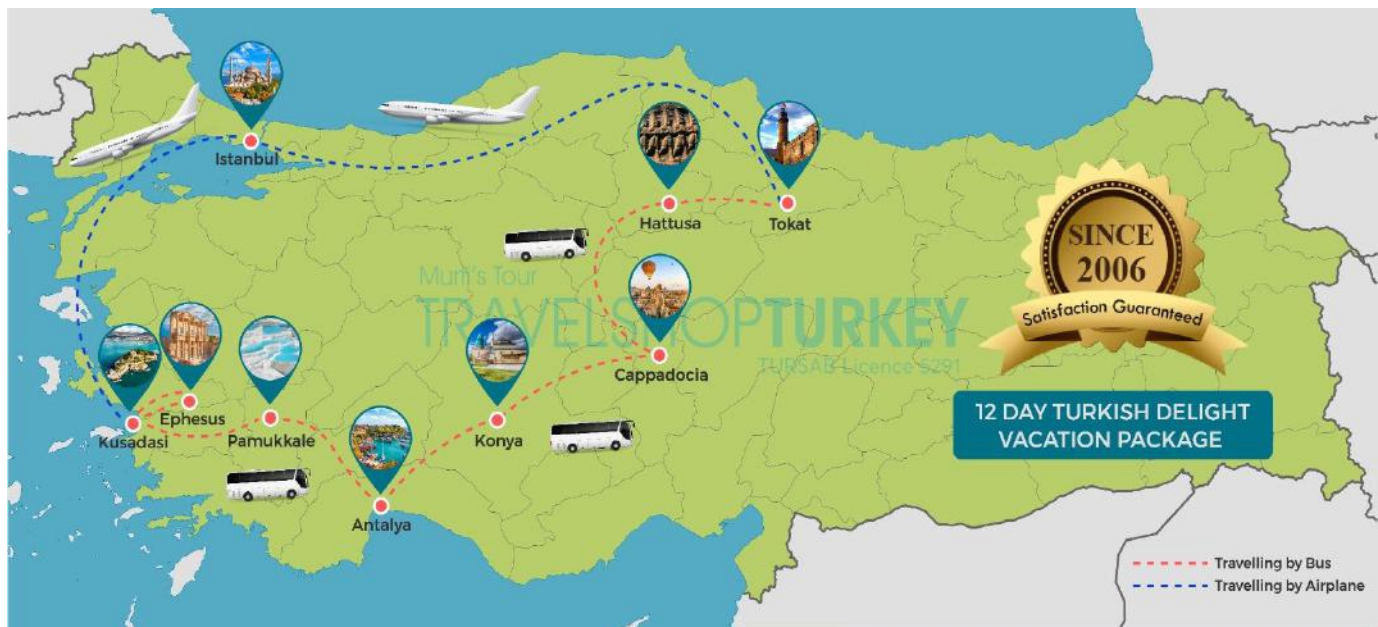 Istanbul
Hattusa
Tokat
Mum's Tour
TRAVELSHOPTURKEY
TURSAB Licence 5291
Cappadocia
Kusadasi
Ephesus
Pamukkale
Antalya
Konya
SINCE
2006
Satisfaction Guaranteed
12 DAY TURKISH DELIGHT
VACATION PACKAGE
Travelling by Bus
Travelling by Airplane